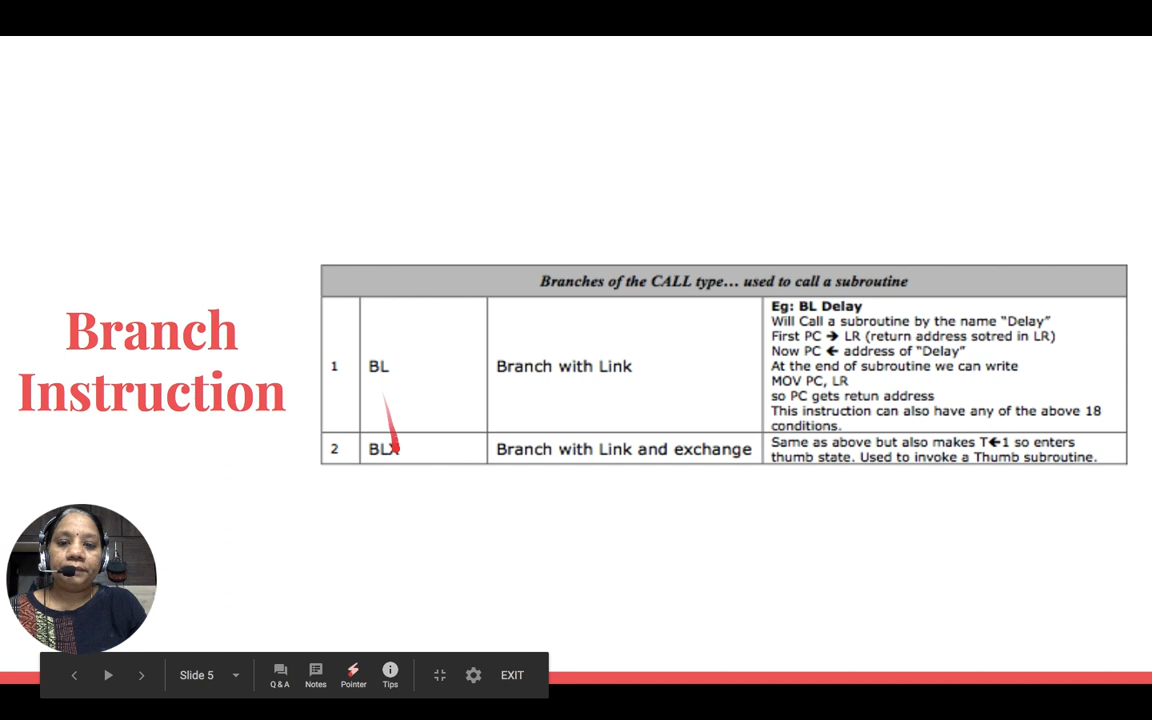 Branch
Instruction
Branches of the CALL type... used to call a subroutine
1
BL
Branch with Link
Eg: BL Delay
Will Call a subroutine by the name "Delay"
First PC → LR (return address sotred in LR)
Now PC ← address of "Delay"
At the end of subroutine we can write
MOV PC, LR
so PC gets retun address
This instruction can also have any of the above 18
conditions.
2
BLX
Branch with Link and exchange
Same as above but also makes T←1 so enters
thumb state. Used to invoke a Thumb subroutine.
Slide 5
Q & A
Notes
Pointer
Tips
EXIT